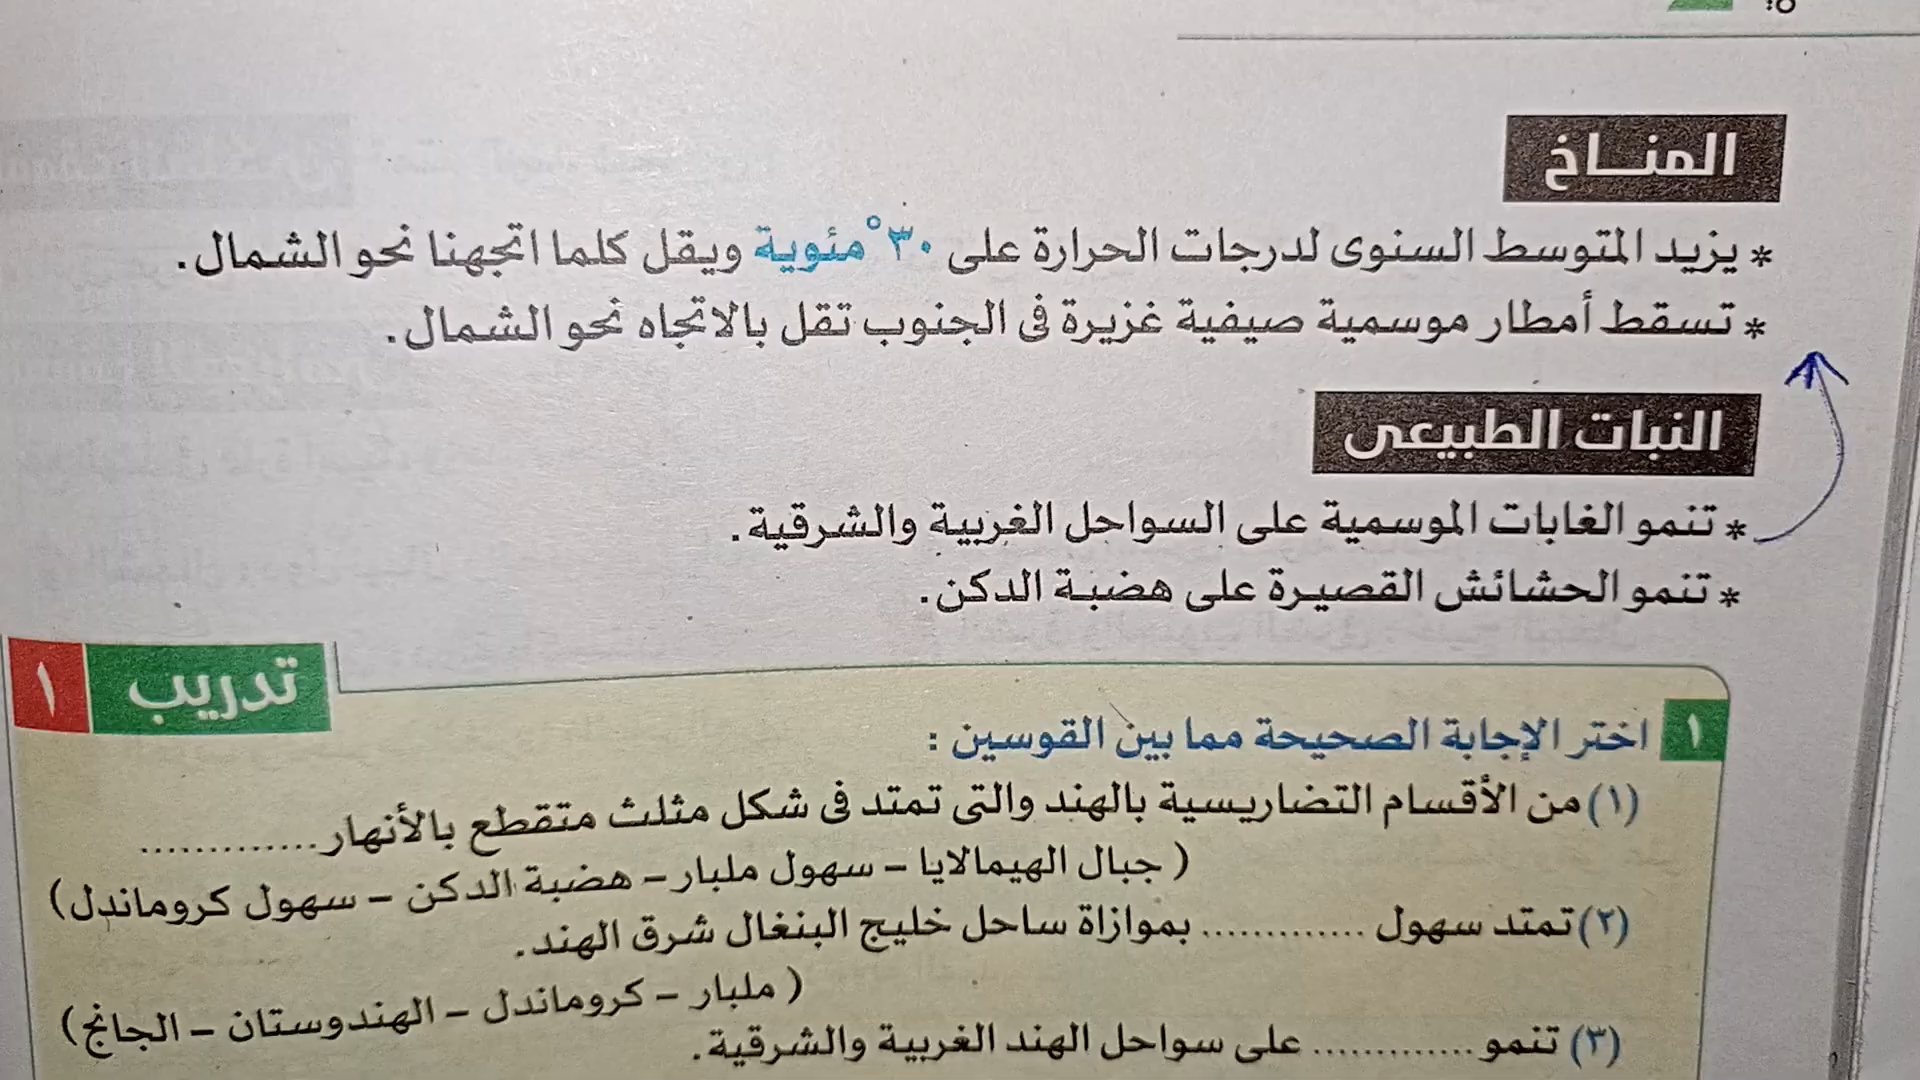 المنـاخ
* يزيد المتوسط السنوى لدرجات الحرارة على ٣٠° مئوية ويقل كلما اتجهنا نحو الشمال.
* تسقط أمطار موسمية صيفية غزيرة فى الجنوب تقل بالاتجاه نحو الشمال.
النبات الطبيعى
* تنمو الغابات الموسمية على السواحل الغربية والشرقية.
* تنمو الحشائش القصيرة على هضبة الدكن.
تدريب ١
١ اختر الإجابة الصحيحة مما بين القوسين :
(١) من الأقسام التضاريسية بالهند والتى تمتد فى شكل مثلث متقطع بالأنهار .............
( جبال الهيمالايا – سهول ملبار – هضبة الدكن – سهول كروماندل)
(٢) تمتد سهول ............. بموازاة ساحل خليج البنغال شرق الهند.
( ملبار – كروماندل – الهندوستان – الجانج)
(٣) تنمو ............. على سواحل الهند الغربية والشرقية.